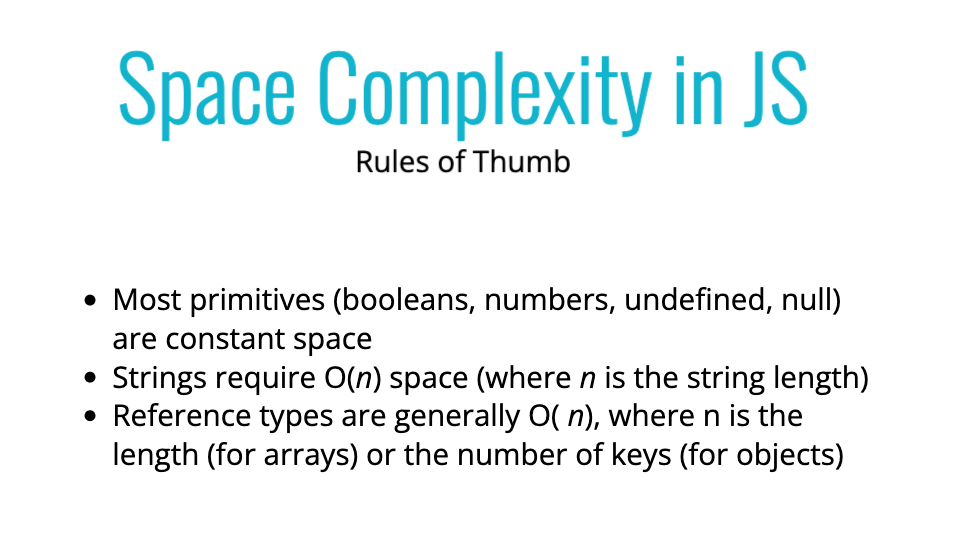 Space Complexity in JS
Rules of Thumb
• Most primitives (booleans, numbers, undefined, null)
are constant space
• Strings require O(n) space (where n is the string length)
• Reference types are generally O( n), where n is the
length (for arrays) or the number of keys (for objects)